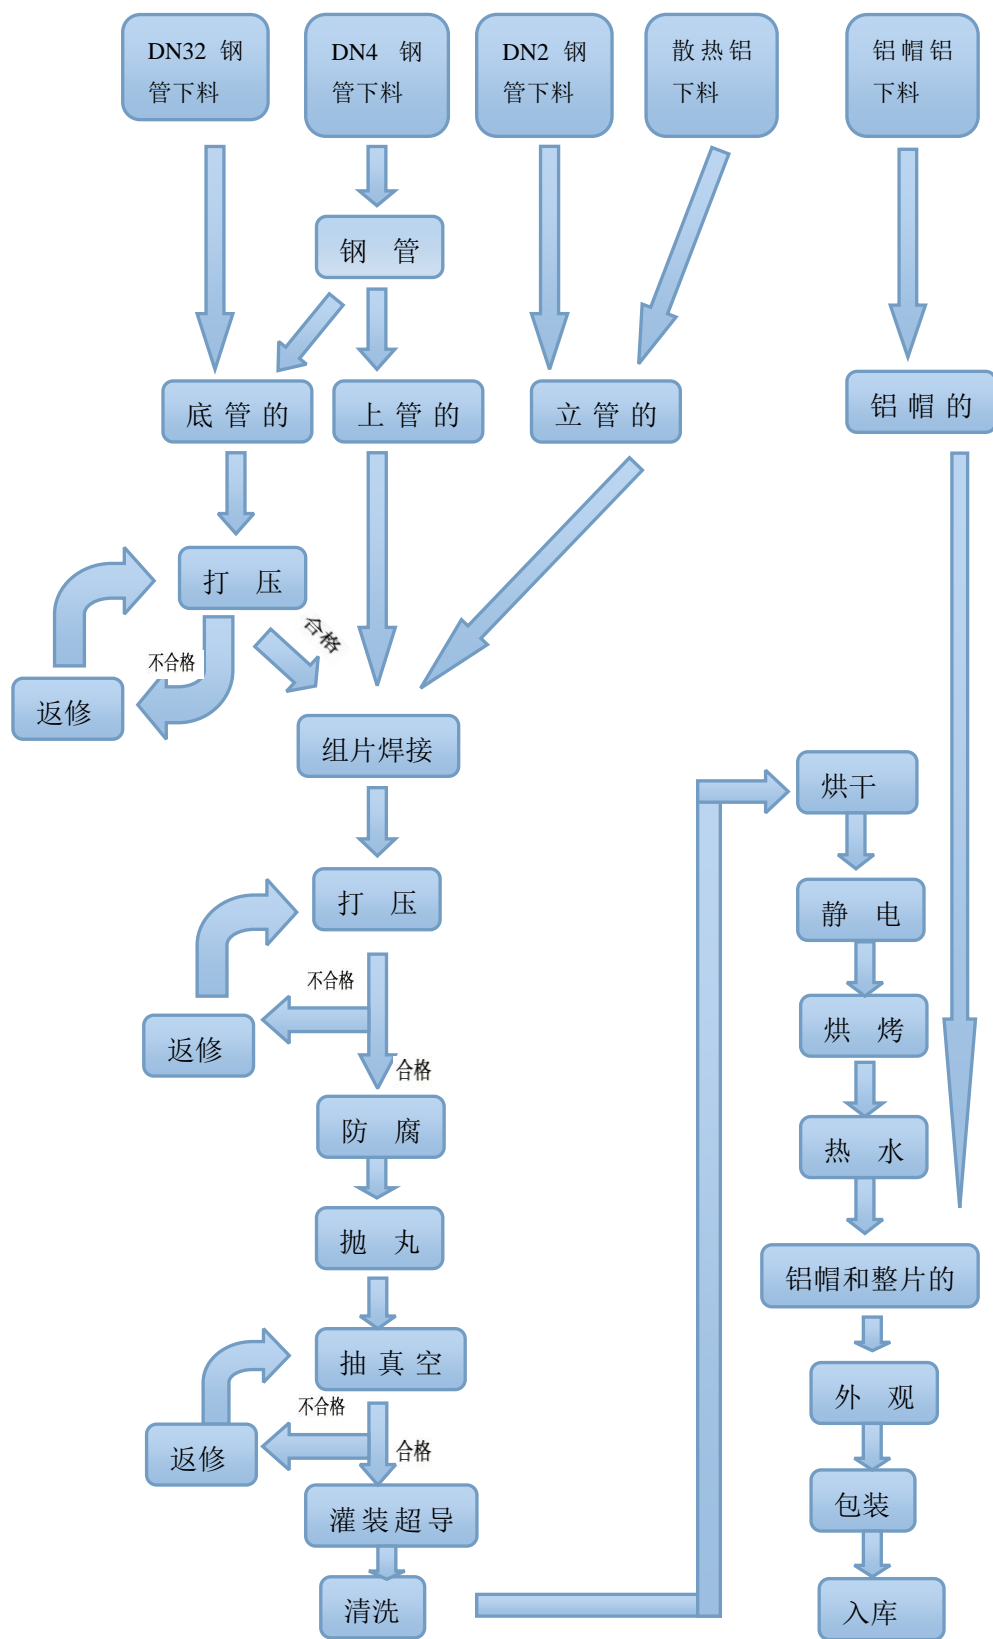 DN32 钢
管下料
DN4 钢
管下料
DN2 钢
管下料
散热铝
下料
铝帽铝
下料
钢 管
底管的
上管的
立管的
铝帽的
打 压
合格
不合格
返修
组片焊接
烘干
打 压
静 电
不合格
返修
合格
烘 烤
防 腐
热 水
抛 丸
铝帽和整片的
抽真空
外 观
不合格
返修
合格
包装
灌装超导
清洗
入库